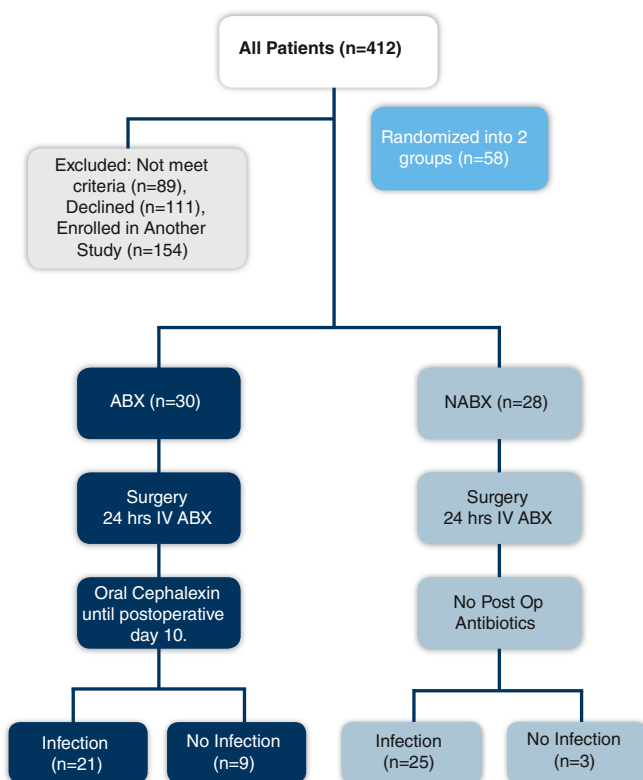 All Patients (n=412)
Randomized into 2
groups (n=58)
Excluded: Not meet
criteria (n=89),
Declined (n=111),
Enrolled in Another
Study (n=154)
ABX (n=30)
NABX (n=28)
Surgery
24 hrs IV ABX
Surgery
24 hrs IV ABX
Oral Cephalexin
until postoperative
day 10.
No Post Op
Antibiotics
Infection
(n=21)
No Infection
(n=9)
Infection
(n=25)
No Infection
(n=3)